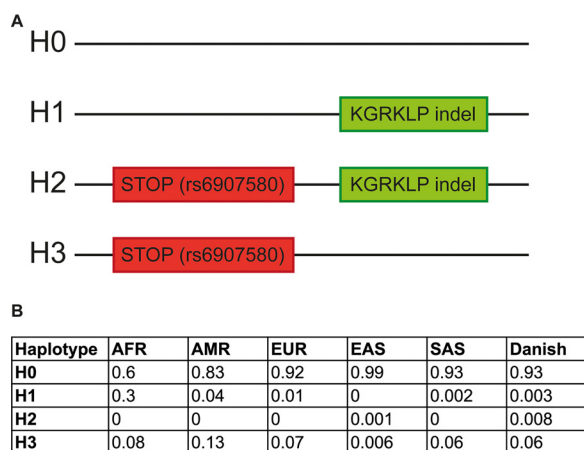 A
H0
H1 KGRKLP indel
H2 STOP (rs6907580) KGRKLP indel
H3 STOP (rs6907580)
B
Haplotype AFR AMR EUR EAS SAS Danish
H0 0.6 0.83 0.92 0.99 0.93 0.93
H1 0.3 0.04 0.01 0 0.002 0.003
H2 0 0 0 0.001 0 0.008
H3 0.08 0.13 0.07 0.006 0.06 0.06